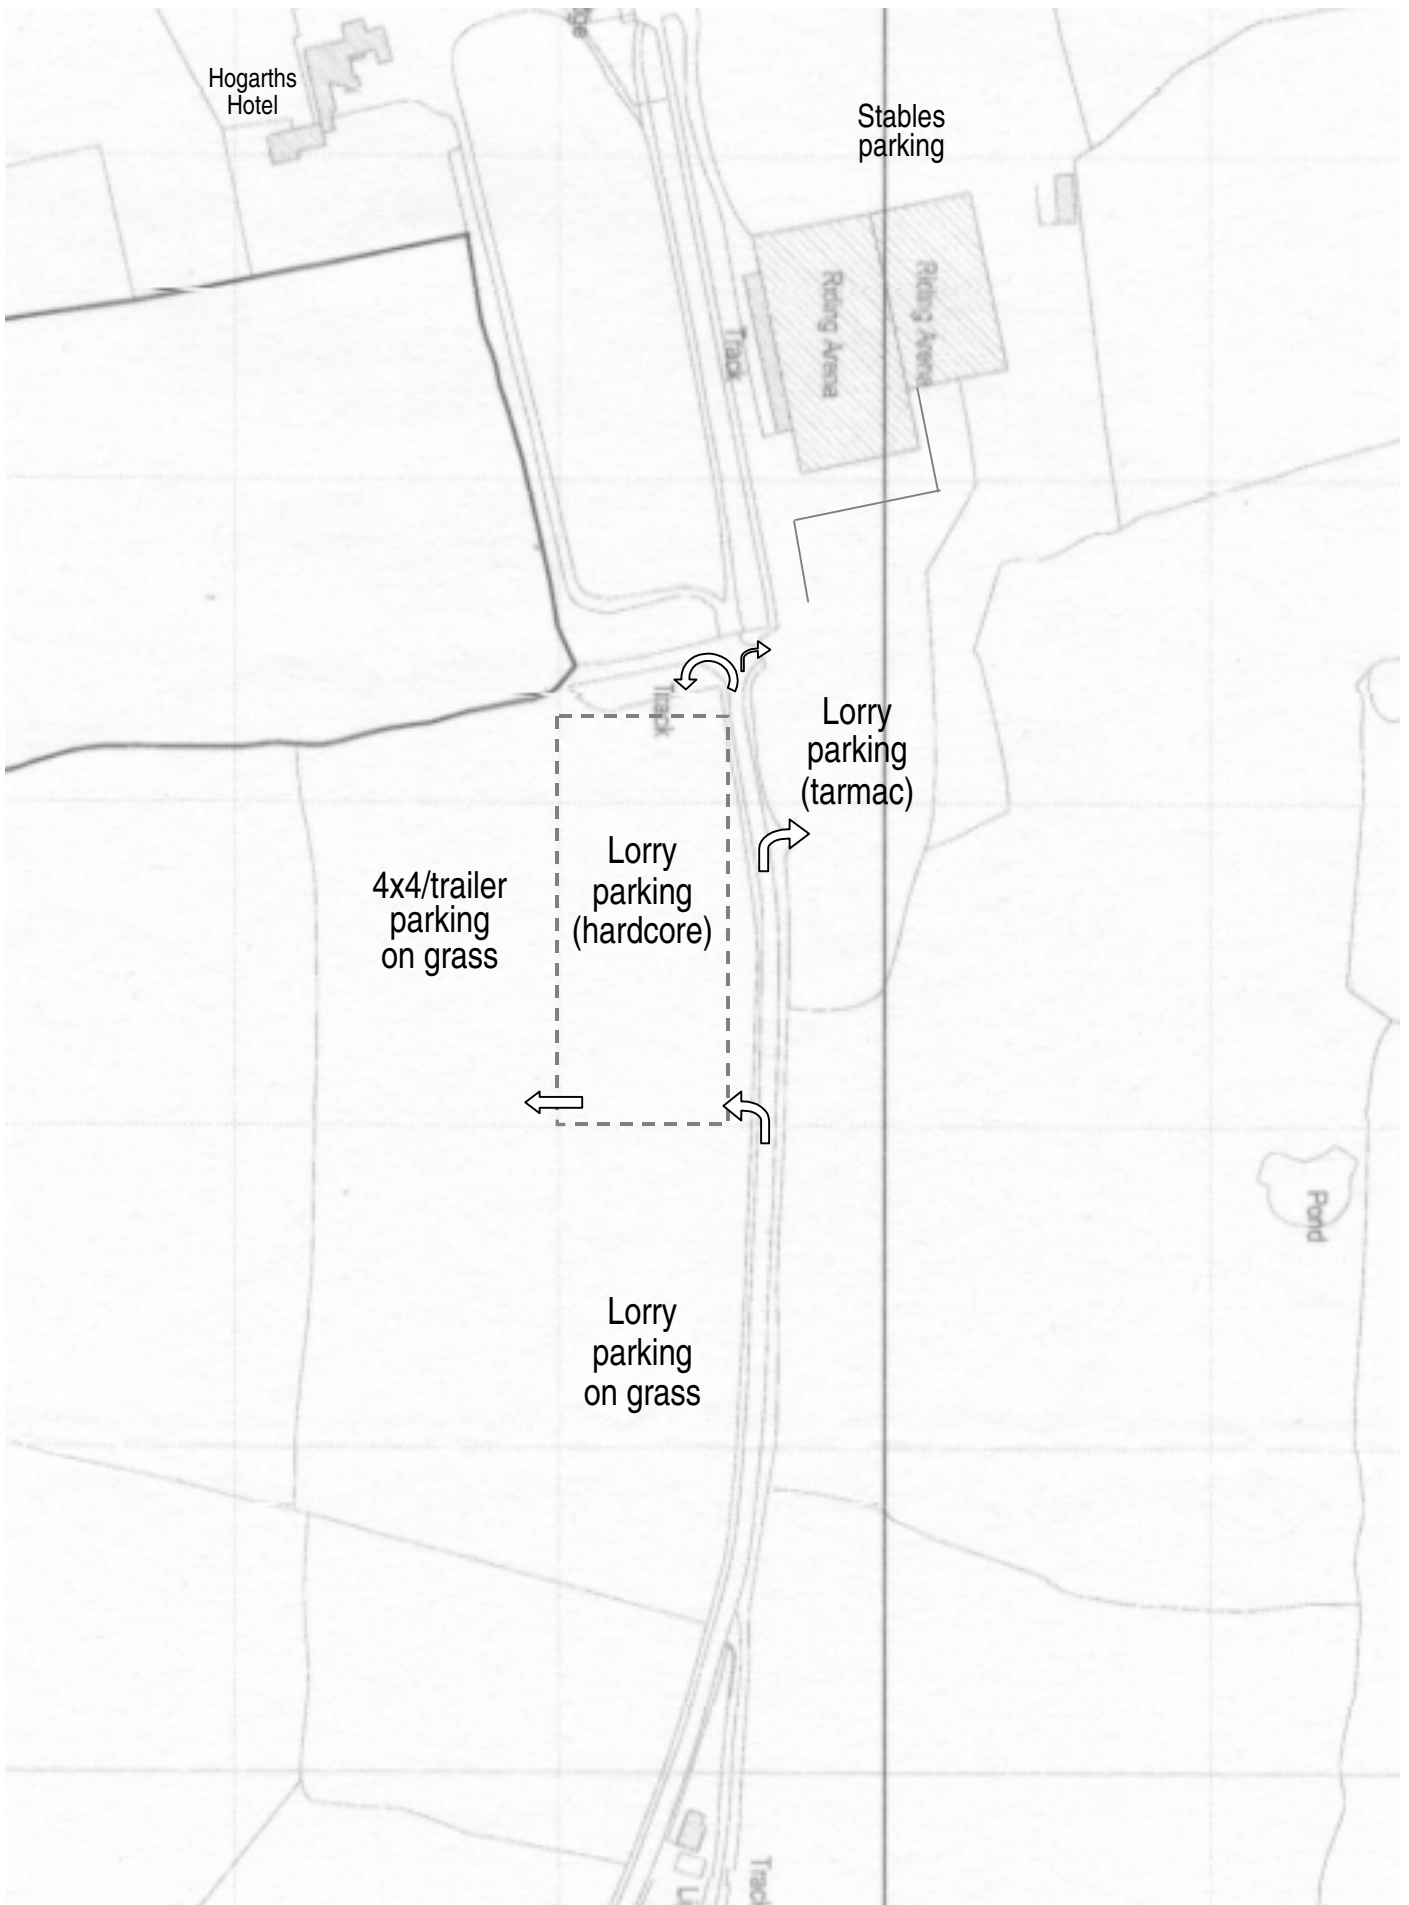 Hogarths
Hotel
Stables
parking
Riding Arena
Riding Arena
Track
Track
Lorry
parking
(tarmac)
Lorry
parking
(hardcore)
4x4/trailer
parking
on grass
Pond
Lorry
parking
on grass